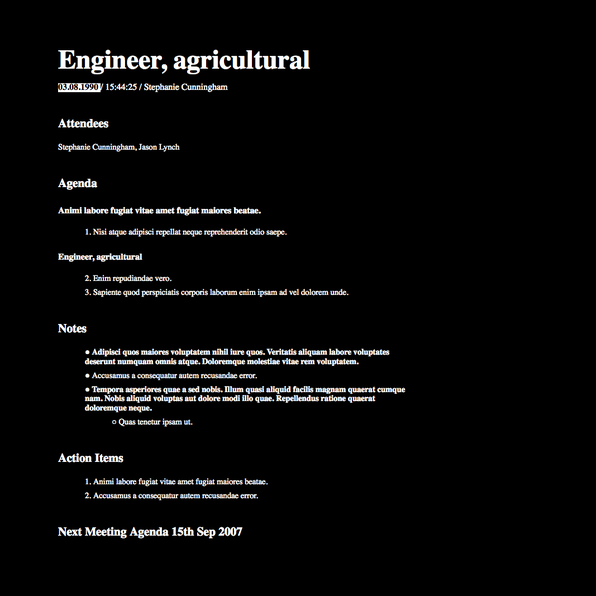 Engineer, agricultural
03.08.1990 / 15:44:25 / Stephanie Cunningham
Attendees
Stephanie Cunningham, Jason Lynch
Agenda
Animi labore fugiat vitae amet fugiat maiores beatae.
1. Nisi atque adipisci repellat neque reprehenderit odio saepe.
Engineer, agricultural
2. Enim repudiandae vero.
3. Sapiente quod perspiciatis corporis laborum enim ipsam ad vel dolorem unde.
Notes
● Adipisci quos maiores voluptatem nihil iure quos. Veritatis aliquam labore voluptates
deserunt numquam omnis atque. Doloremque molestiae vitae rem voluptatem.
● Accusamus a consequatur autem recusandae error.
● Tempora asperiores quae a sed nobis. Illum quasi aliquid facilis magnam quaerat cumque
nam. Nobis aliquid voluptas aut dolore modi illo quae. Repellendus ratione quaerat
doloremque neque.
○ Quas tenetur ipsam ut.
Action Items
1. Animi labore fugiat vitae amet fugiat maiores beatae.
2. Accusamus a consequatur autem recusandae error.
Next Meeting Agenda 15th Sep 2007